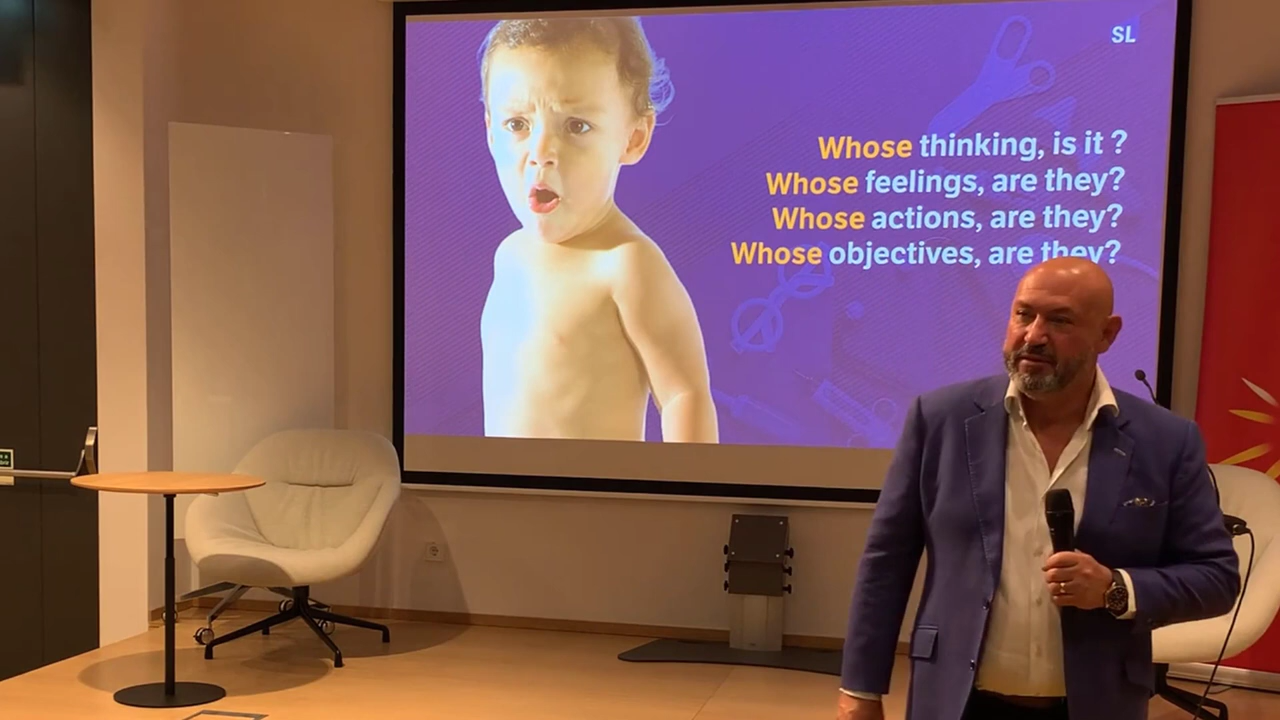 SL
Whose thinking, is it ?
Whose feelings, are they?
Whose actions, are they?
Whose objectives, are they?